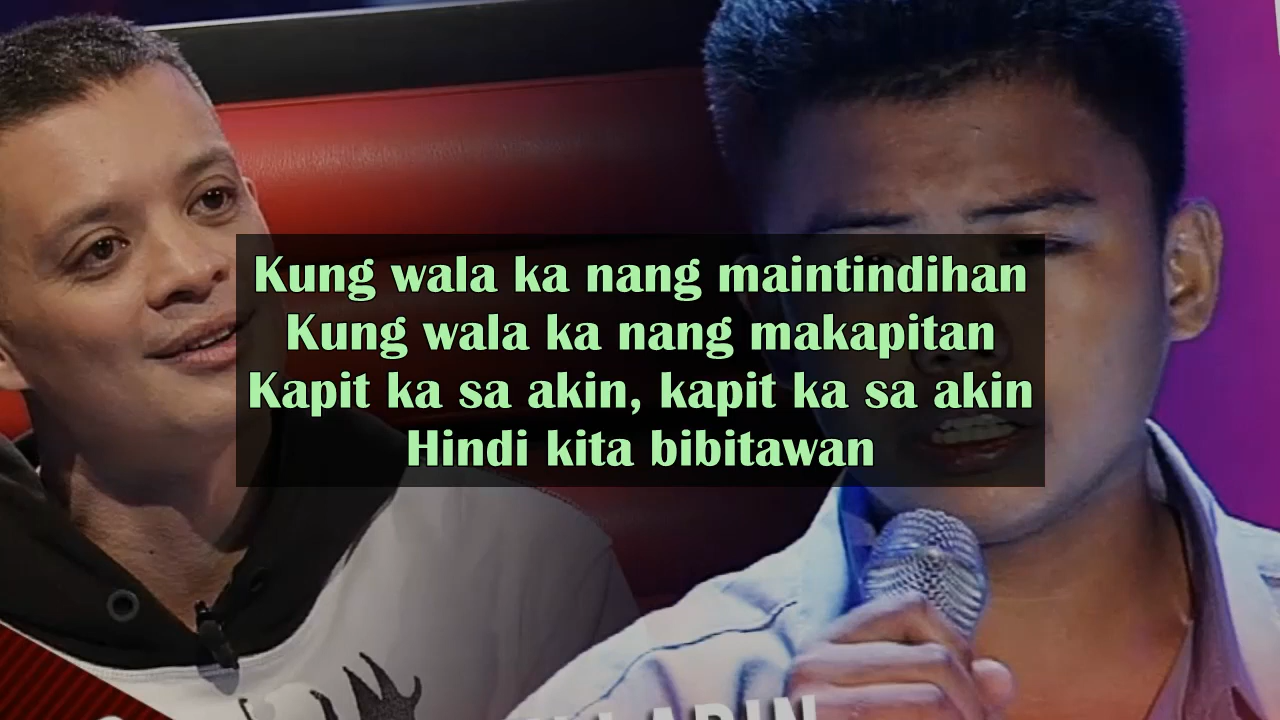 Kung wala ka nang maintindihan
Kung wala ka nang makapitan
Kapit ka sa akin, kapit ka sa akin
Hindi kita bibitawan